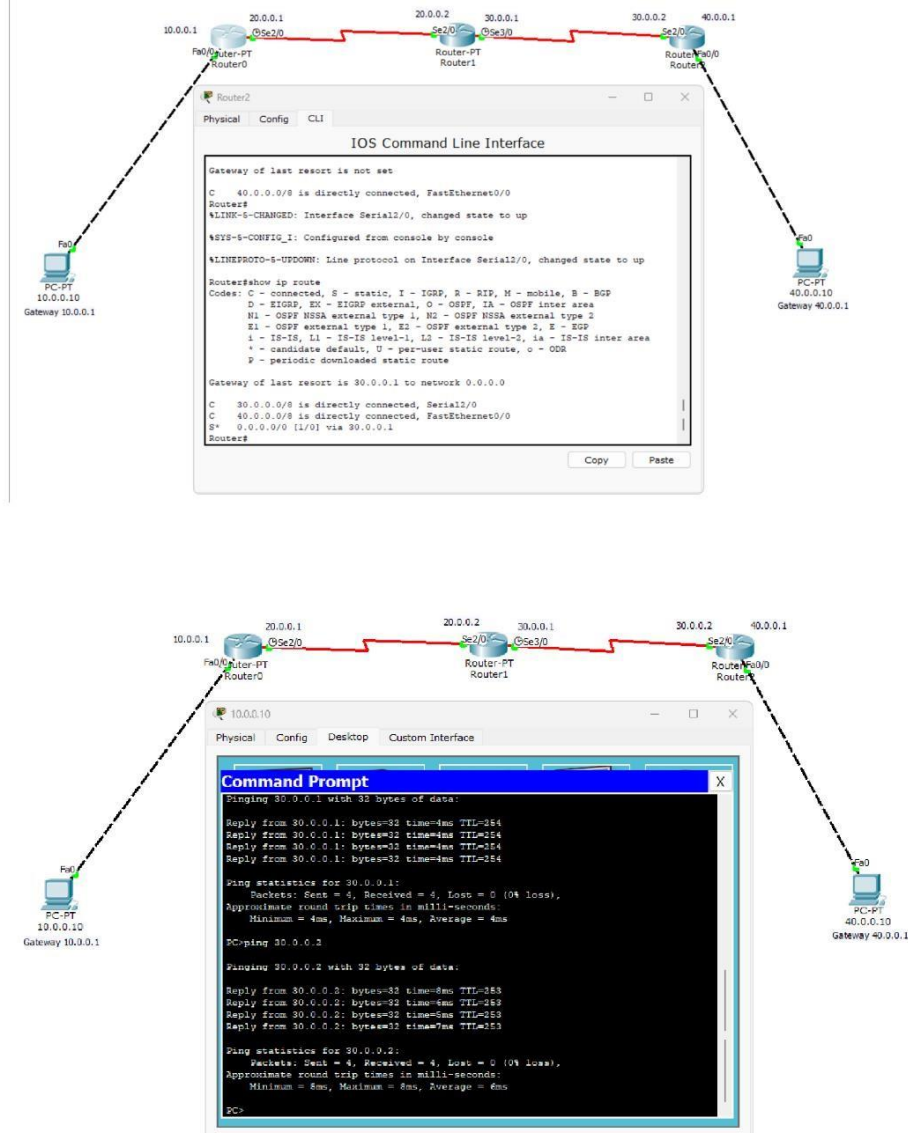 20.0.0.1
20.0.0.2
30.0.0.1
30.0.0.2
40.0.0.1
10.0.0.1
Se2/0
Se2/0
Se3/0
Se2/0
Fa0/0
Router-PT
Router0
Router-PT
Router1
Fa0/0
Router2
Physical Config CLI
IOS Command Line Interface
Gateway of last resort is not set
C 40.0.0.0/8 is directly connected, FastEthernet0/0
Router#
%LINK-5-CHANGED: Interface Serial2/0, changed state to up
%SYS-5-CONFIG_I: Configured from console by console
%LINEPROTO-5-UPDOWN: Line protocol on Interface Serial2/0, changed state to up
Router#show ip route
Codes: C - connected, S - static, I - IGRP, R - RIP, M - mobile, B - BGP
D - EIGRP, EX - EIGRP external, O - OSPF, IA - OSPF inter area
N1 - OSPF NSSA external type 1, N2 - OSPF NSSA external type 2
E1 - OSPF external type 1, E2 - OSPF external type 2, E - EGP
i - IS-IS, L1 - IS-IS level-1, L2 - IS-IS level-2, ia - IS-IS inter area
* - candidate default, U - per-user static route, o - ODR
P - periodic downloaded static route
Gateway of last resort is 30.0.0.1 to network 0.0.0.0
C 30.0.0.0/8 is directly connected, Serial2/0
C 40.0.0.0/8 is directly connected, FastEthernet0/0
S* 0.0.0.0/0 [1/0] via 30.0.0.1
Router#
Copy Paste
Fa0
PC-PT
10.0.0.10
Gateway 10.0.0.1
Fa0
PC-PT
40.0.0.10
Gateway 40.0.0.1
20.0.0.1
20.0.0.2
30.0.0.1
30.0.0.2
40.0.0.1
10.0.0.1
Se2/0
Se2/0
Se3/0
Se2/0
Fa0/0
Router0
Router-PT
Router1
Fa0/0
10.0.0.10
Physical Config Desktop Custom Interface
Command Prompt X
Pinging 30.0.0.1 with 32 bytes of data:
Reply from 30.0.0.1: bytes=32 time=4ms TTL=254
Reply from 30.0.0.1: bytes=32 time=4ms TTL=254
Reply from 30.0.0.1: bytes=32 time=4ms TTL=254
Reply from 30.0.0.1: bytes=32 time=4ms TTL=254
Ping statistics for 30.0.0.1:
Packets: Sent = 4, Received = 4, Lost = 0 (0% loss),
Approximate round trip times in milli-seconds:
Minimum = 4ms, Maximum = 4ms, Average = 4ms
PC>ping 30.0.0.2
Pinging 30.0.0.2 with 32 bytes of data:
Reply from 30.0.0.2: bytes=32 time=8ms TTL=253
Reply from 30.0.0.2: bytes=32 time=6ms TTL=253
Reply from 30.0.0.2: bytes=32 time=5ms TTL=253
Reply from 30.0.0.2: bytes=32 time=7ms TTL=253
Ping statistics for 30.0.0.2:
Packets: Sent = 4, Received = 4, Lost = 0 (0% loss),
Approximate round trip times in milli-seconds:
Minimum = 5ms, Maximum = 8ms, Average = 6ms
PC>
Fa0
PC-PT
10.0.0.10
Gateway 10.0.0.1
Fa0
PC-PT
40.0.0.10
Gateway 40.0.0.1